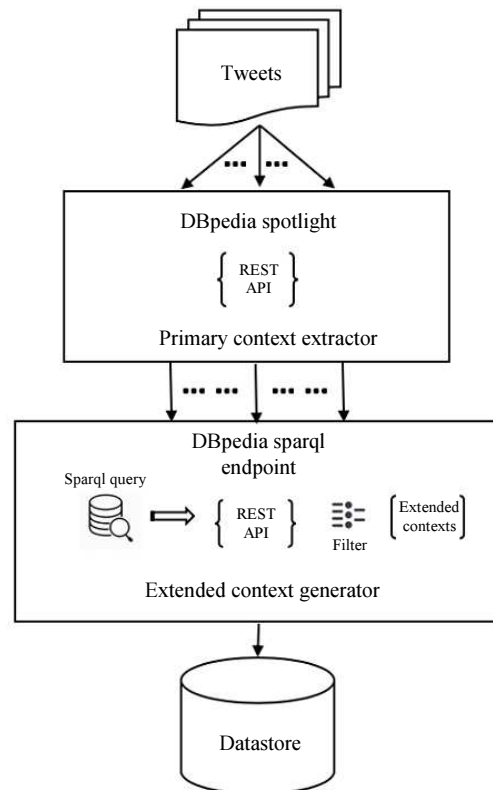 Tweets
DBpedia spotlight
REST
API
Primary context extractor
DBpedia sparql
endpoint
Sparql query
REST
API
Filter
Extended
contexts
Extended context generator
Datastore